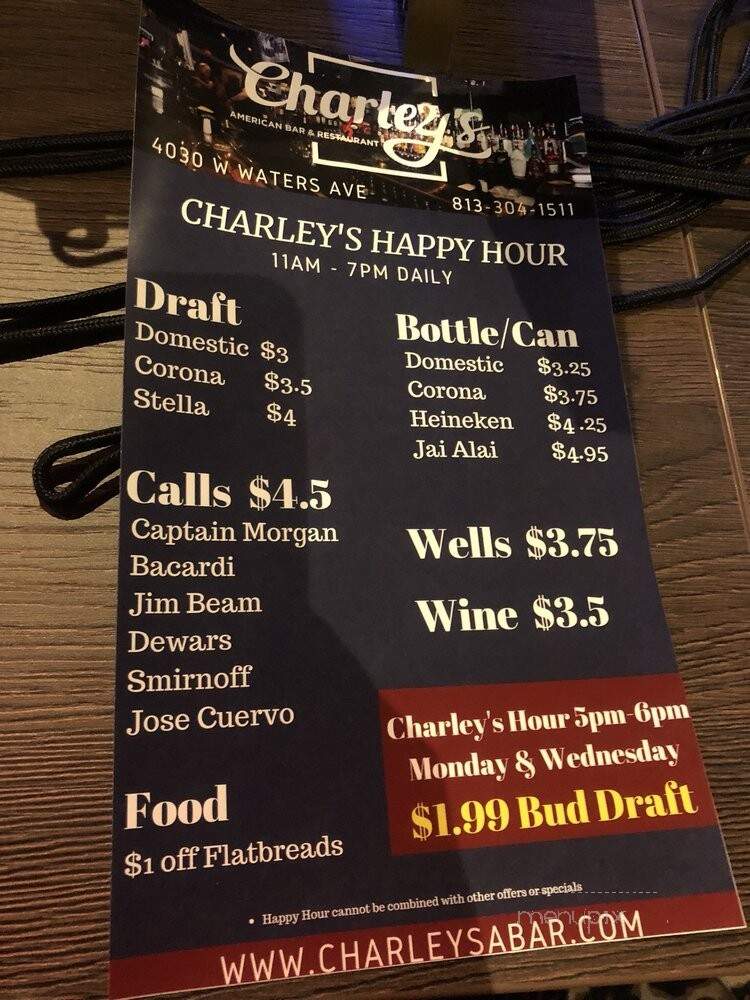 Charley's
AMERICAN BAR & RESTAURANT
4030 W WATERS AVE
813-304-1511
CHARLEY'S HAPPY HOUR
11AM - 7PM DAILY
Draft
Domestic $3
Corona $3.5
Stella $4
Bottle/Can
Domestic $3.25
Corona $3.75
Heineken $4.25
Jai Alai $4.95
Calls $4.5
Captain Morgan
Bacardi
Jim Beam
Dewars
Smirnoff
Jose Cuervo
Wells $3.75
Wine $3.5
Charley's Hour 5pm-6pm
Monday & Wednesday
$1.99 Bud Draft
Food
$1 off Flatbreads
• Happy Hour cannot be combined with other offers or specials
menupix
WWW.CHARLEYSABAR.COM